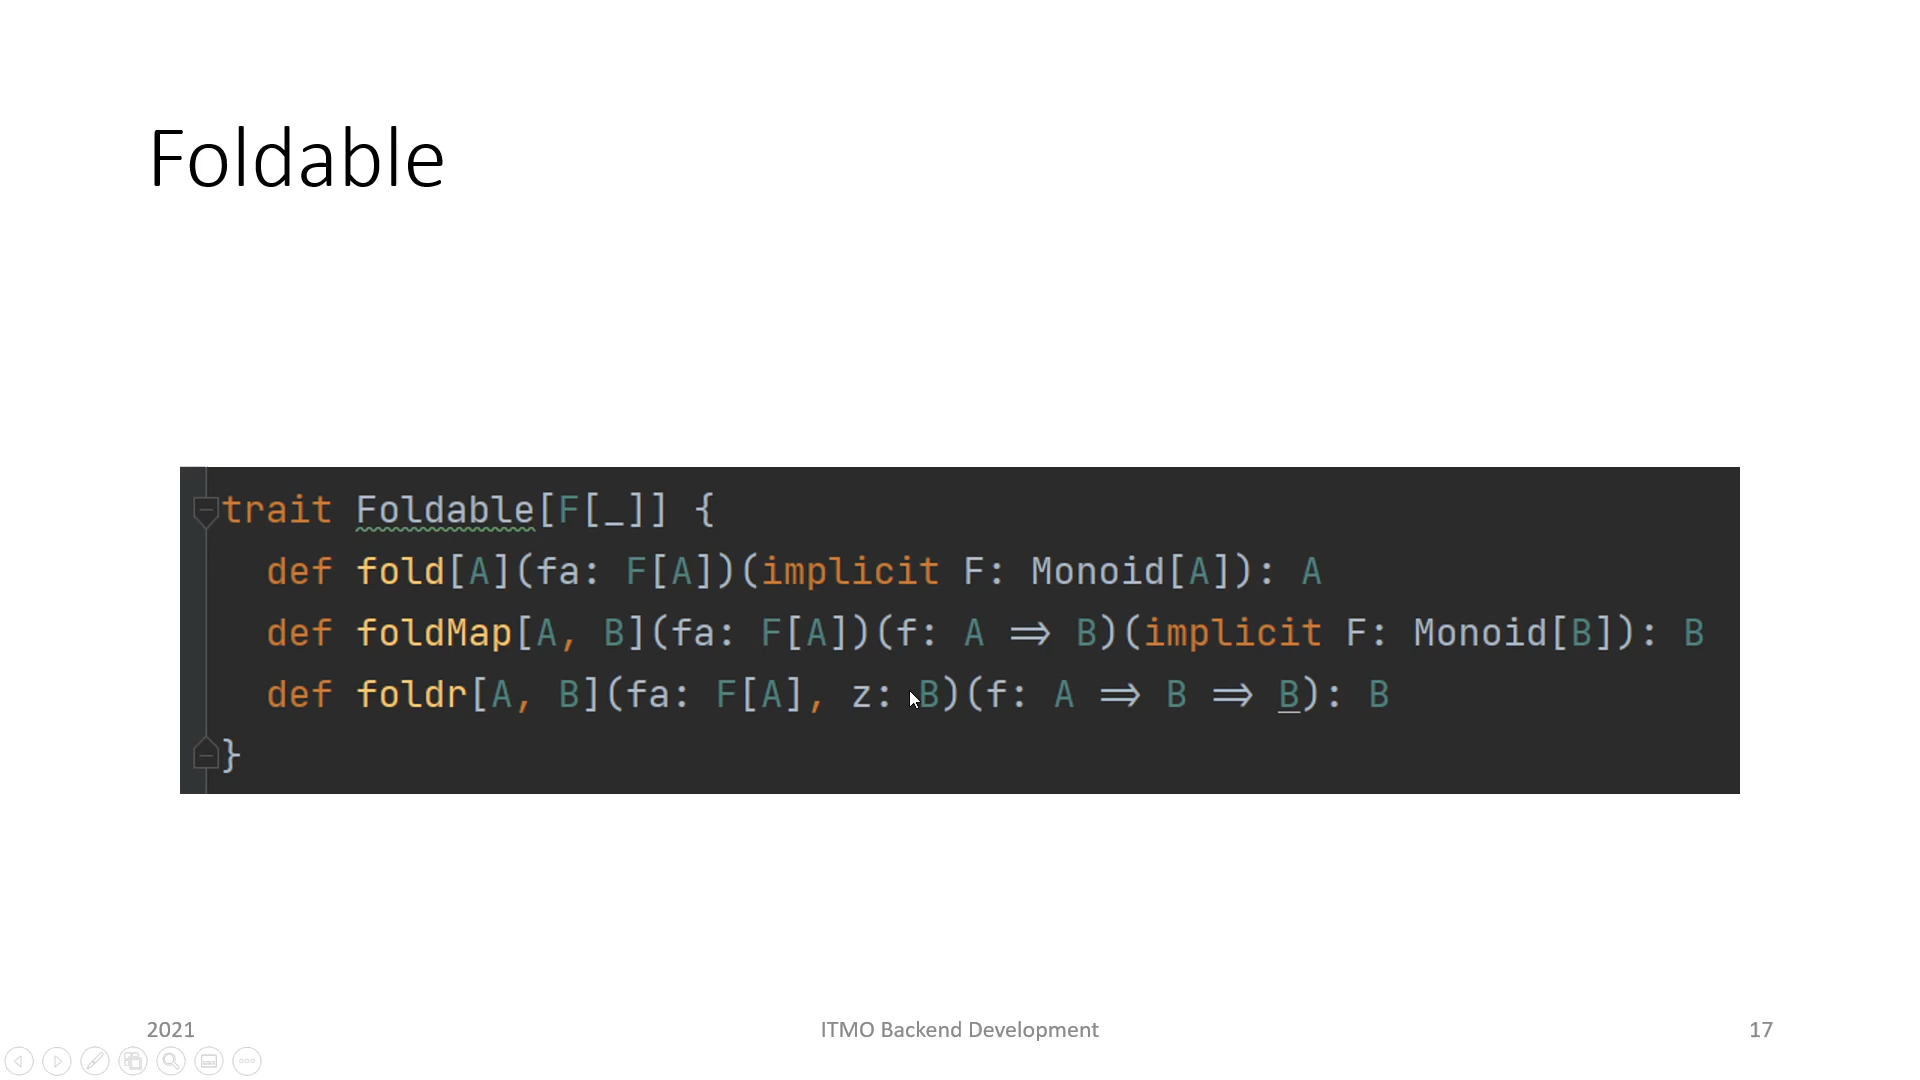 Foldable
trait Foldable[F[_]] {
  def fold[A](fa: F[A])(implicit F: Monoid[A]): A
  def foldMap[A, B](fa: F[A])(f: A => B)(implicit F: Monoid[B]): B
  def foldr[A, B](fa: F[A], z: B)(f: A => B => B): B
}
2021
ITMO Backend Development
17